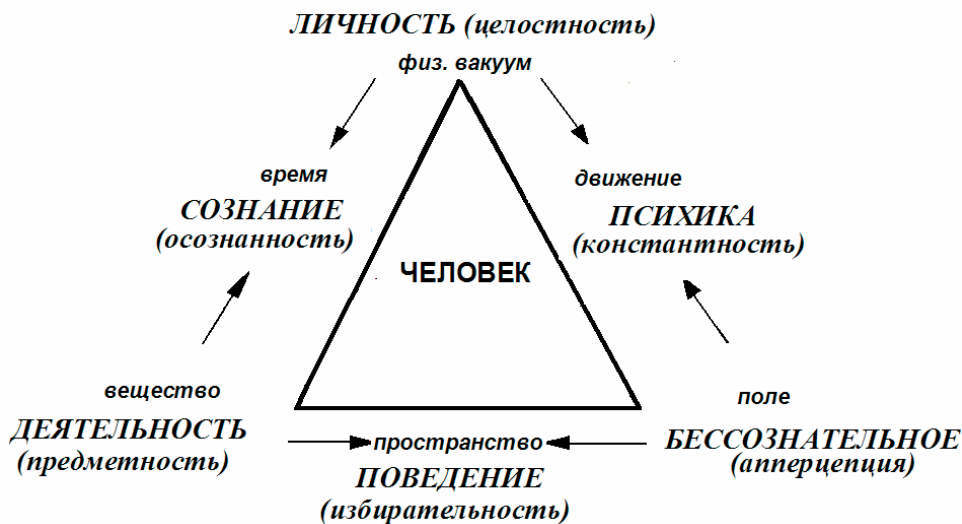 ЛИЧНОСТЬ (целостность)
физ. вакуум
время
СОЗНАНИЕ
(осознанность)
движение
ПСИХИКА
(константность)
ЧЕЛОВЕК
вещество
ДЕЯТЕЛЬНОСТЬ
(предметность)
пространство
ПОВЕДЕНИЕ
(избирательность)
поле
БЕССОЗНАТЕЛЬНОЕ
(апперцепция)